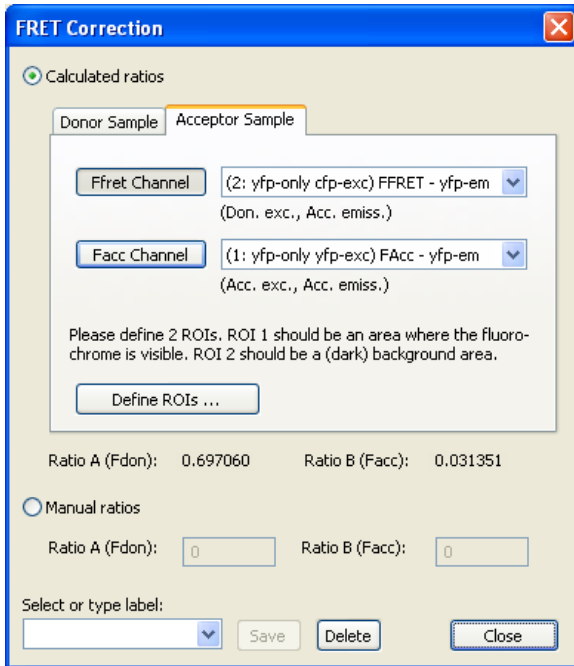 FRET Correction
Calculated ratios
Donor Sample Acceptor Sample
Ffret Channel (2: yfp-only cfp-exc) FFRET - yfp-em
(Don. exc., Acc. emiss.)
Facc Channel (1: yfp-only yfp-exc) FAcc - yfp-em
(Acc. exc., Acc. emiss.)
Please define 2 ROIs. ROI 1 should be an area where the fluoro-
chrome is visible. ROI 2 should be a (dark) background area.
Define ROIs ...
Ratio A (Fdon): 0.697060 Ratio B (Facc): 0.031351
Manual ratios
Ratio A (Fdon): 0 Ratio B (Facc): 0
Select or type label:
Save Delete Close